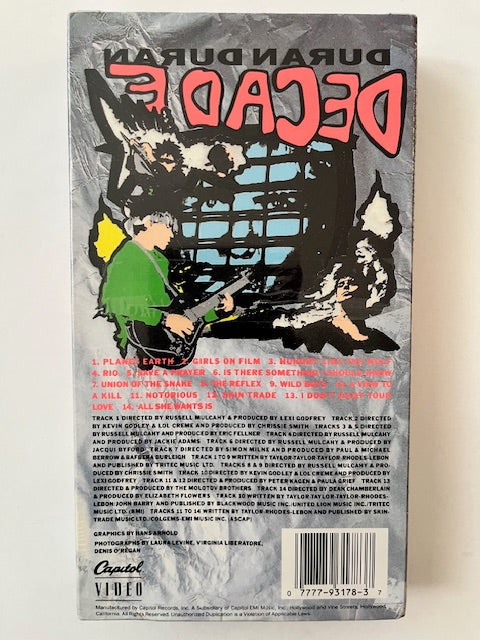 DURAN DURAN
DECADE
1. PLANET EARTH 2. GIRLS ON FILM 3. HUNGRY LIKE THE WOLF
4. RIO 5. SAVE A PRAYER 6. IS THERE SOMETHING I SHOULD KNOW
7. UNION OF THE SNAKE 8. THE REFLEX 9. WILD BOYS 10. A VIEW TO
A KILL 11. NOTORIOUS 12. SKIN TRADE 13. I DON'T WANT YOUR
LOVE 14. ALL SHE WANTS IS
TRACK 1 DIRECTED BY RUSSELL MULCAHY & PRODUCED BY LEXI GODFREY TRACK 2 DIRECTED
BY KEVIN GODLEY & LOL CREME AND PRODUCED BY CHRISSIE SMITH TRACKS 3 & 5 DIRECTED
BY RUSSELL MULCAHY AND PRODUCED BY ERIC FELLNER TRACK 4 DIRECTED BY RUSSELL MULCAHY
AND PRODUCED BY JACKIE ADAMS TRACK 6 DIRECTED BY RUSSELL MULCAHY & PRODUCED BY
JACQUI BYFORD TRACK 7 DIRECTED BY SIMON MILNE AND PRODUCED BY PAUL & MICHAEL
BERROW & RAFEENA BURLEIGH TRACK 7 TO 9 WRITTEN BY TAYLOR-TAYLOR-TAYLOR-RHODES-LEBON
AND PUBLISHED BY TRITEC MUSIC LTD. TRACKS 8 & 9 DIRECTED BY RUSSELL MULCAHY & PRO-
DUCED BY CHRISSIE SMITH TRACK 10 DIRECTED BY KEVIN GODLEY & LOL CREME AND PRODUCED BY
LEXI GODFREY TRACK 11 & 12 DIRECTED & PRODUCED BY PETER KAGEN & PAULA GRIEF TRACK 13
DIRECTED & PRODUCED BY THE MOLOTOV BROTHERS TRACK 14 DIRECTED BY DEAN CHAMBERLAIN
& PRODUCED BY ELIZABETH FLOWERS TRACK 10 WRITTEN BY TAYLOR-TAYLOR-TAYLOR-RHODES-
LEBON/JOHN BARRY AND PUBLISHED BY BLACKWOOD MUSIC INC. UNITED LION MUSIC INC./TRITEC
MUSIC LTD. (BMI) TRACKS 11 TO 14 WRITTEN BY TAYLOR-RHODES-LEBON AND PUBLISHED BY SKIN-
TRADE MUSIC LTD./COLGEMS-EMI MUSIC INC. (ASCAP)
GRAPHICS BY HANS ARNOLD
PHOTOGRAPHS BY LAURA LEVINE, VIRGINIA LIBERATORE,
DENIS O'REGAN
Capitol
VIDEO
0 7777-93178-3 7
Manufactured by Capitol Records, Inc. A Subsidiary of Capitol EMI Music, Inc., Hollywood and Vine Streets, Hollywood,
California. All Rights Reserved. Unauthorized Duplication is a Violation of Applicable Laws.